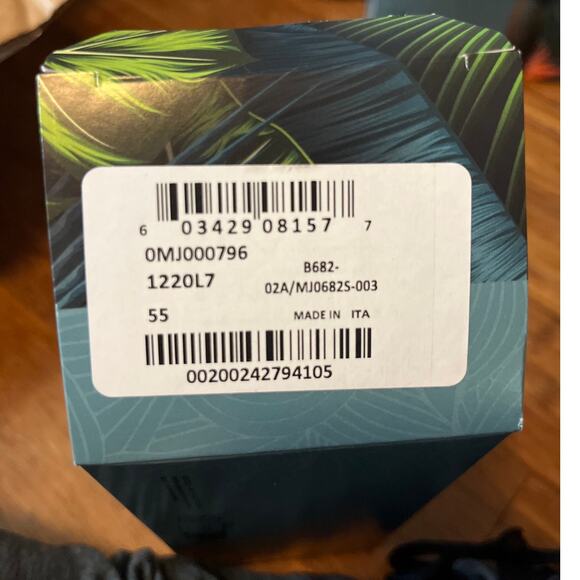 6 03429 08157 7
0MJ000796
1220L7
B682-
02A/MJ0682S-003
55
MADE IN ITA
00200242794105